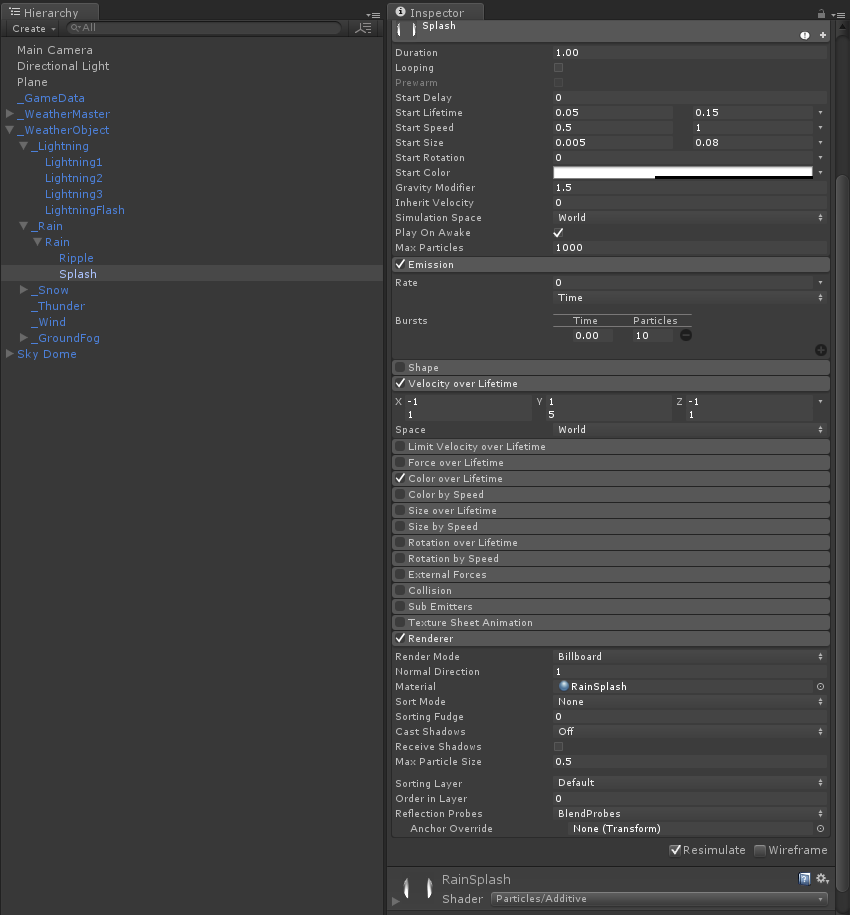 Hierarchy
Create
All
Main Camera
Directional Light
Plane
_GameData
_WeatherMaster
_WeatherObject
_Lightning
Lightning1
Lightning2
Lightning3
LightningFlash
_Rain
Rain
Ripple
Splash
_Snow
_Thunder
_Wind
_GroundFog
Sky Dome
Inspector
Splash
Duration 1.00
Looping
Prewarm
Start Delay 0
Start Lifetime 0.05 0.15
Start Speed 0.5 1
Start Size 0.005 0.08
Start Rotation 0
Start Color
Gravity Modifier 1.5
Inherit Velocity 0
Simulation Space World
Play On Awake
Max Particles 1000
Emission
Rate 0
Time
Bursts Time Particles
0.00 10
Shape
Velocity over Lifetime
X -1 Y 1 Z -1
1 5 1
Space World
Limit Velocity over Lifetime
Force over Lifetime
Color over Lifetime
Color by Speed
Size over Lifetime
Size by Speed
Rotation over Lifetime
Rotation by Speed
External Forces
Collision
Sub Emitters
Texture Sheet Animation
Renderer
Render Mode Billboard
Normal Direction 1
Material RainSplash
Sort Mode None
Sorting Fudge 0
Cast Shadows Off
Receive Shadows
Max Particle Size 0.5
Sorting Layer Default
Order in Layer 0
Reflection Probes BlendProbes
Anchor Override None (Transform)
Resimulate Wireframe
RainSplash
Shader Particles/Additive